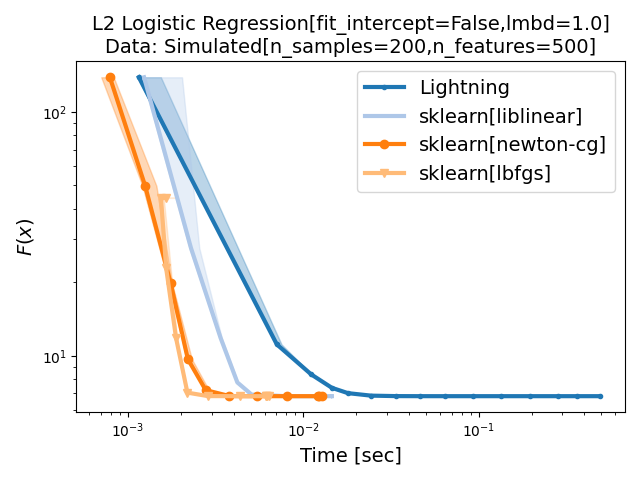 L2 Logistic Regression[fit_intercept=False,lmbd=1.0]
Data: Simulated[n_samples=200,n_features=500]
Lightning
sklearn[liblinear]
sklearn[newton-cg]
sklearn[lbfgs]
F(x)
10²
10¹
10⁻³ 10⁻² 10⁻¹
Time [sec]